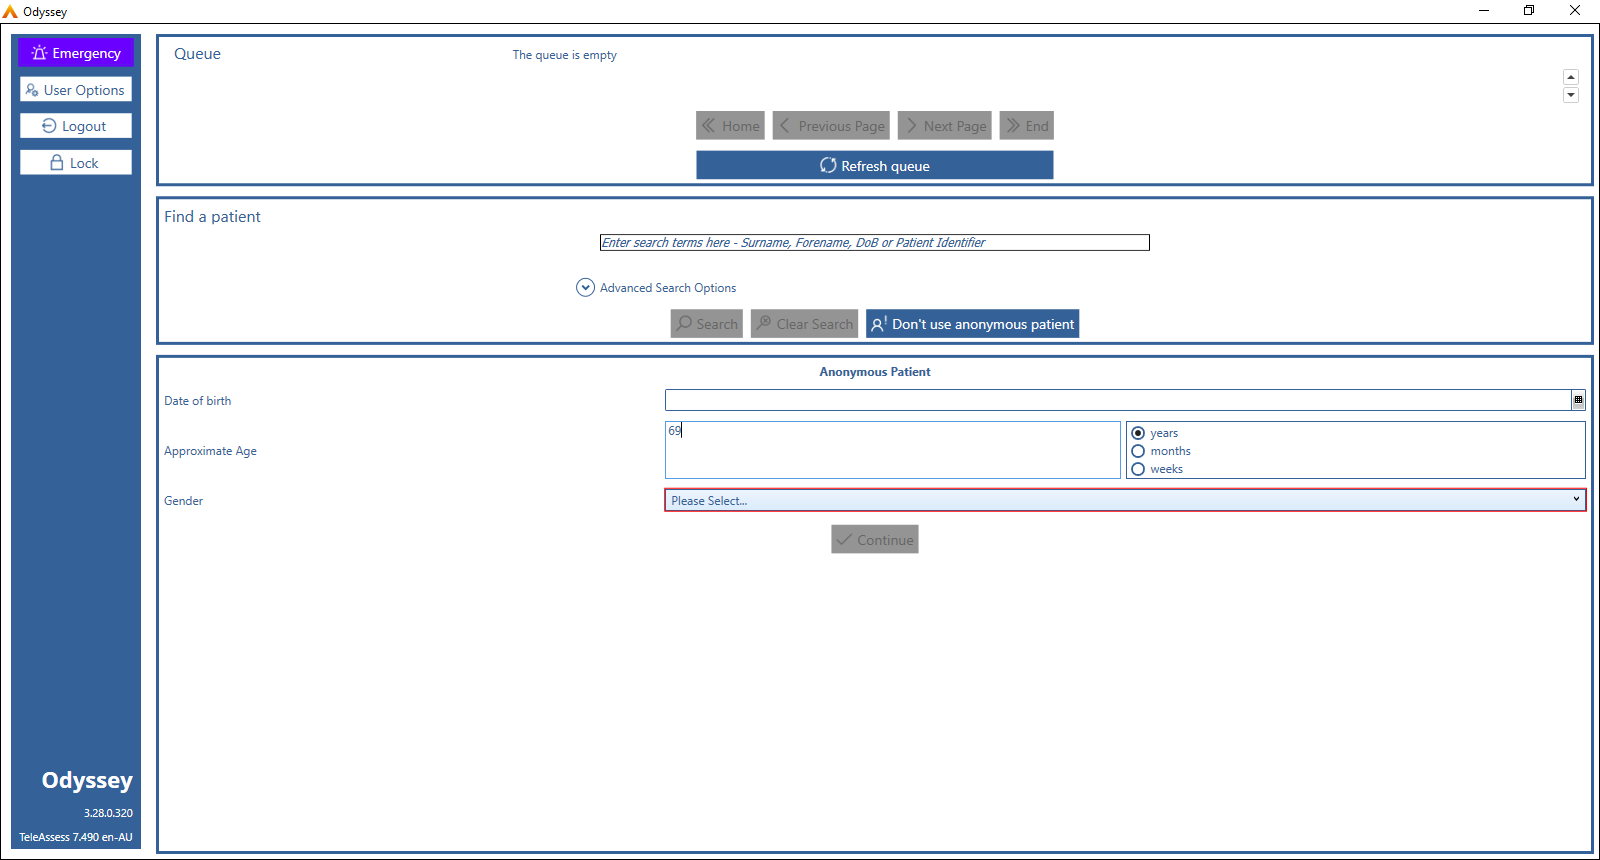 Odyssey
Emergency
User Options
Logout
Lock
Queue
The queue is empty
Home Previous Page Next Page End
Refresh queue
Find a patient
Enter search terms here - Surname, Forename, DoB or Patient Identifier
Advanced Search Options
Search Clear Search Don't use anonymous patient
Anonymous Patient
Date of birth
Approximate Age
69
years
months
weeks
Gender
Please Select...
Continue
Odyssey
3.28.0.320
TeleAssess 7.490 en-AU